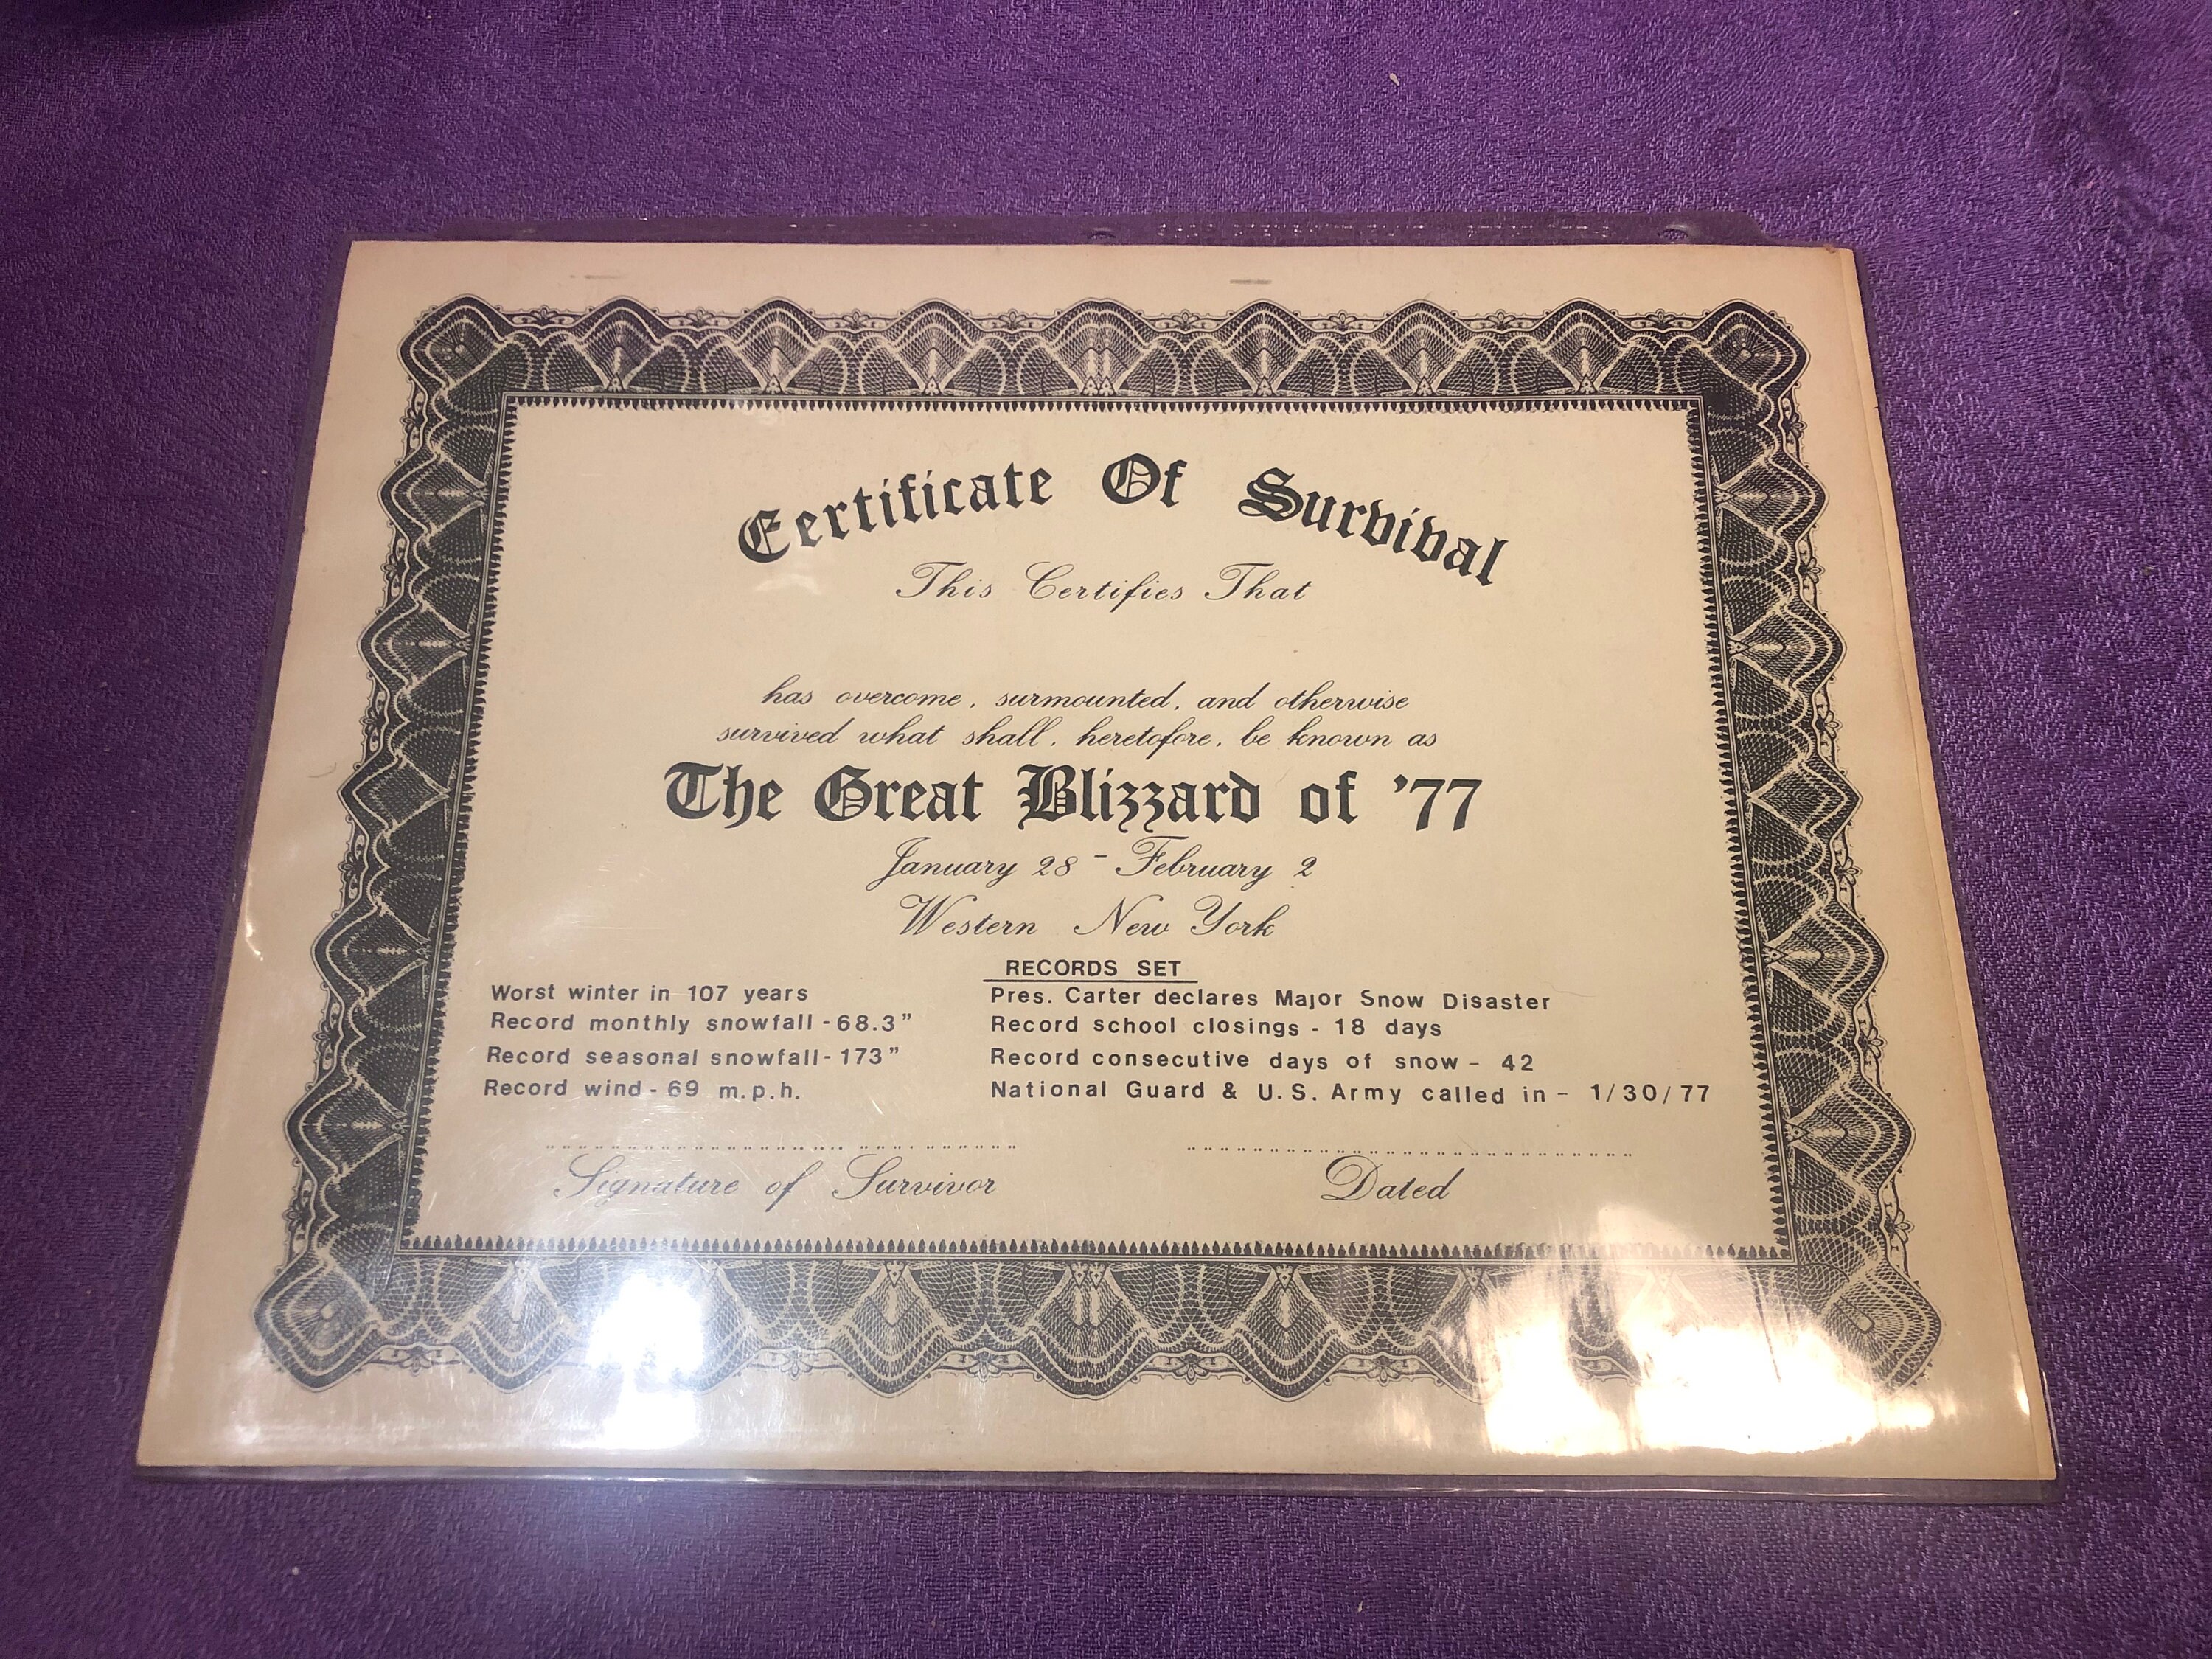 Certificate Of Survival
This Certifies That
has overcome, surmounted, and otherwise
survived what shall, heretofore, be known as
The Great Blizzard of '77
January 28 - February 2
Western New York
RECORDS SET
Worst winter in 107 years
Record monthly snowfall - 68.3"
Record seasonal snowfall - 173"
Record wind - 69 m.p.h.
Pres. Carter declares Major Snow Disaster
Record school closings - 18 days
Record consecutive days of snow - 42
National Guard & U.S. Army called in - 1/30/77
Signature of Survivor
Dated